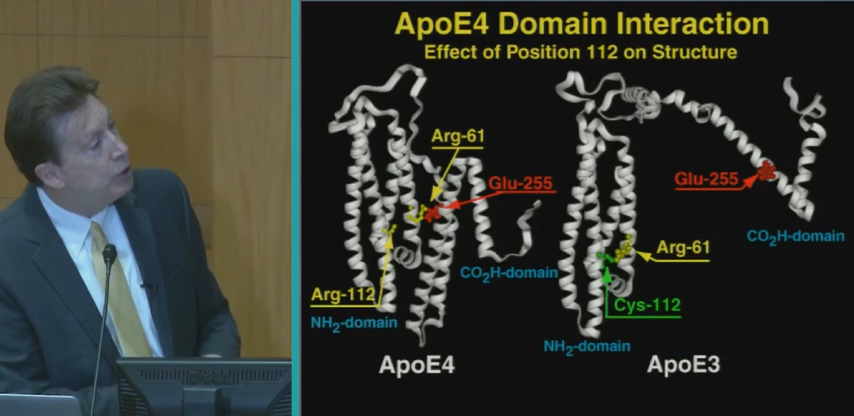 ApoE4 Domain Interaction
Effect of Position 112 on Structure
Arg-61
Glu-255
Arg-112
CO₂H-domain
NH₂-domain
ApoE4
Glu-255
CO₂H-domain
Arg-61
Cys-112
NH₂-domain
ApoE3